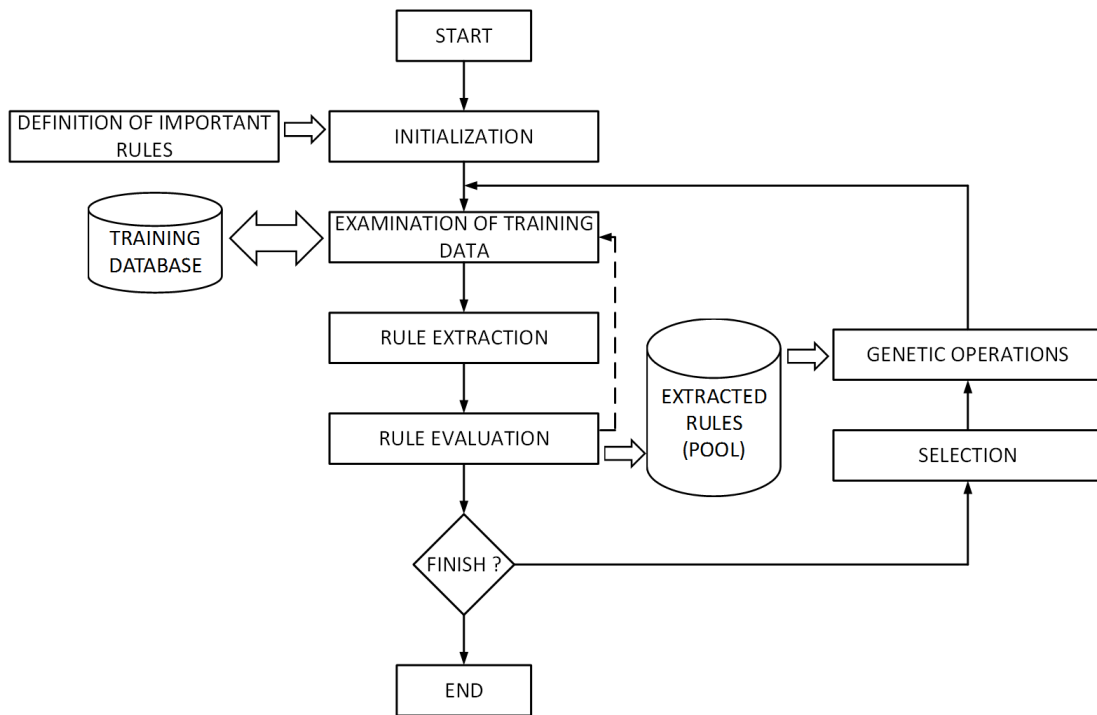 START
DEFINITION OF IMPORTANT
RULES
INITIALIZATION
TRAINING
DATABASE
EXAMINATION OF TRAINING
DATA
RULE EXTRACTION
RULE EVALUATION
EXTRACTED
RULES
(POOL)
GENETIC OPERATIONS
SELECTION
FINISH ?
END